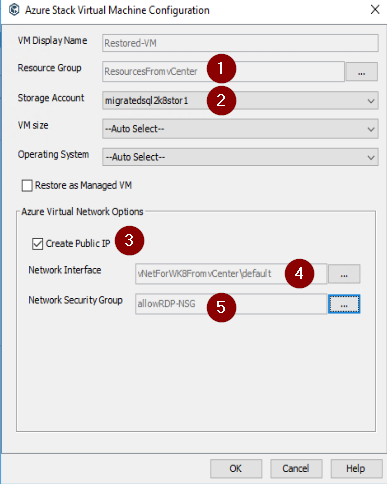 Azure Stack Virtual Machine Configuration
VM Display Name Restored-VM
Resource Group ResourcesFromvCenter 1 ...
Storage Account migratedsql2k8stor1 2
VM size --Auto Select--
Operating System --Auto Select--
Restore as Managed VM
Azure Virtual Network Options
Create Public IP 3
Network Interface vNetForWK8FromvCenter\default 4 ...
Network Security Group allowRDP-NSG 5 ...
OK Cancel Help